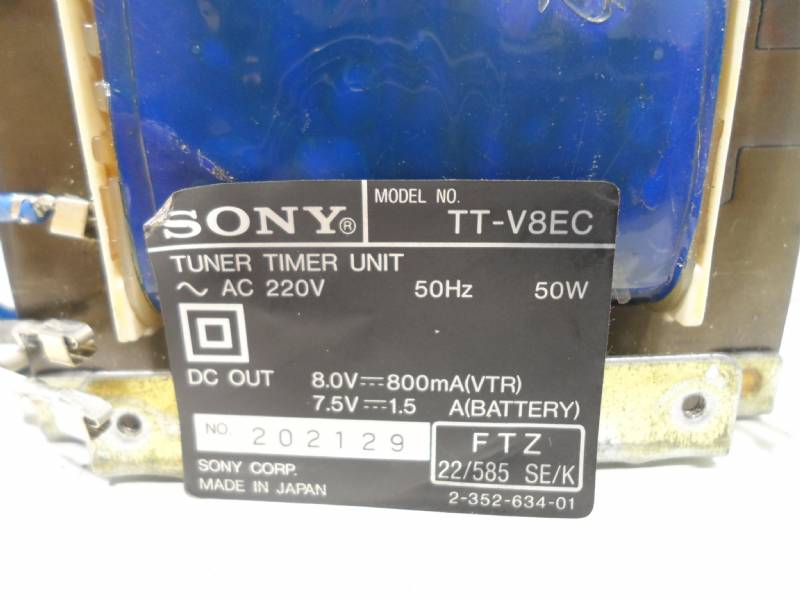 SONY® MODEL NO. TT-V8EC
TUNER TIMER UNIT
~ AC 220V 50Hz 50W
DC OUT 8.0V⎓800mA(VTR)
7.5V⎓1.5 A(BATTERY)
NO. 202129
FTZ
22/585 SE/K
SONY CORP.
MADE IN JAPAN
2-352-634-01